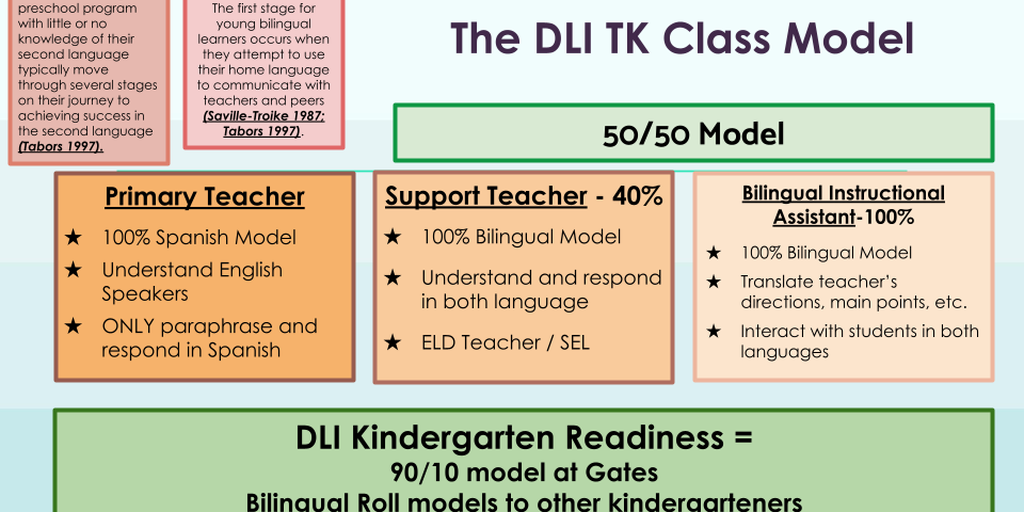 preschool program
with little or no
knowledge of their
second language
typically move
through several stages
on their journey to
achieving success in
the second language
(Tabors 1997).
The first stage for
young bilingual
learners occurs when
they attempt to use
their home language
to communicate with
teachers and peers
(Saville-Troike 1987;
Tabors 1997).
The DLI TK Class Model
50/50 Model
Primary Teacher
★ 100% Spanish Model
★ Understand English
Speakers
★ ONLY paraphrase and
respond in Spanish
Support Teacher - 40%
★ 100% Bilingual Model
★ Understand and respond
in both language
★ ELD Teacher / SEL
Bilingual Instructional
Assistant-100%
★ 100% Bilingual Model
★ Translate teacher's
directions, main points, etc.
★ Interact with students in both
languages
DLI Kindergarten Readiness =
90/10 model at Gates
Bilingual Roll models to other kindergarteners